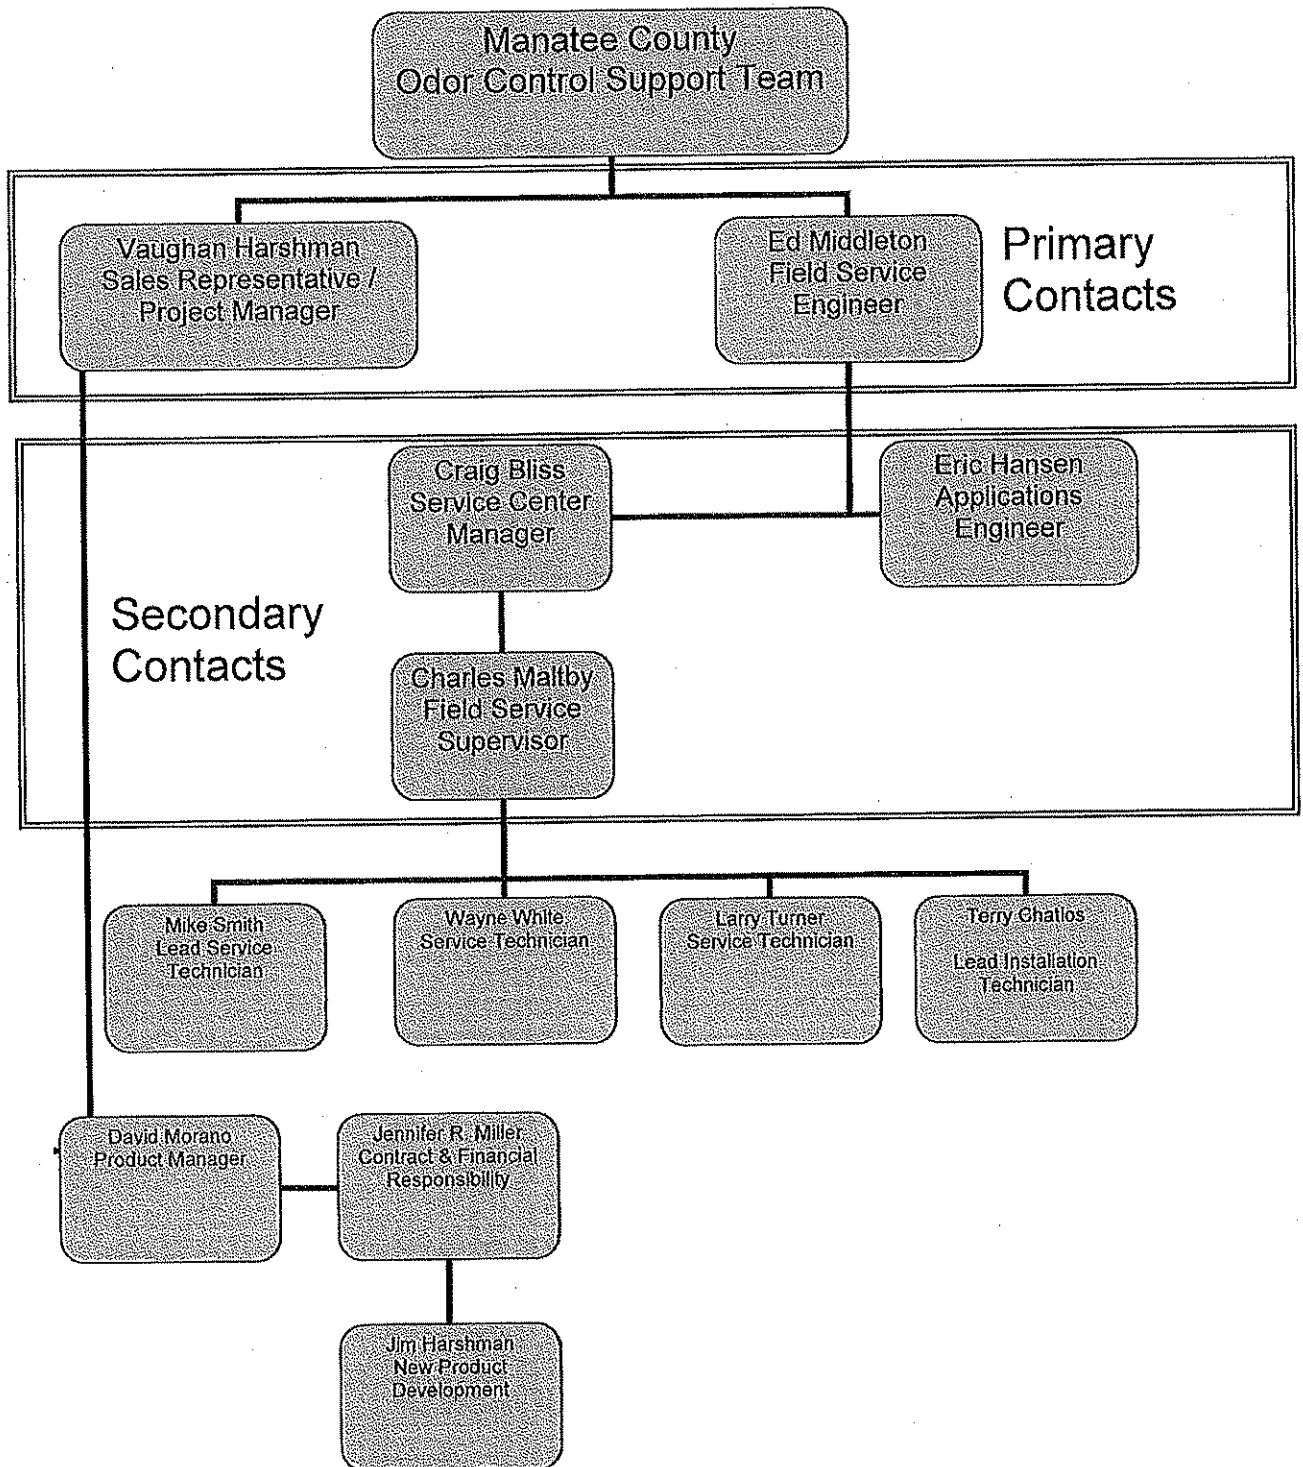 Manatee County
Odor Control Support Team
Vaughan Harshman
Sales Representative /
Project Manager
Ed Middleton
Field Service
Engineer
Primary
Contacts
Craig Bliss
Service Center
Manager
Eric Hansen
Applications
Engineer
Secondary
Contacts
Charles Maltby
Field Service
Supervisor
Mike Smith
Lead Service
Technician
Wayne White
Service Technician
Larry Turner
Service Technician
Terry Chatlos
Lead Installation
Technician
David Morano
Product Manager
Jennifer R. Miller
Contract & Financial
Responsibility
Jim Harshman
New Product
Development